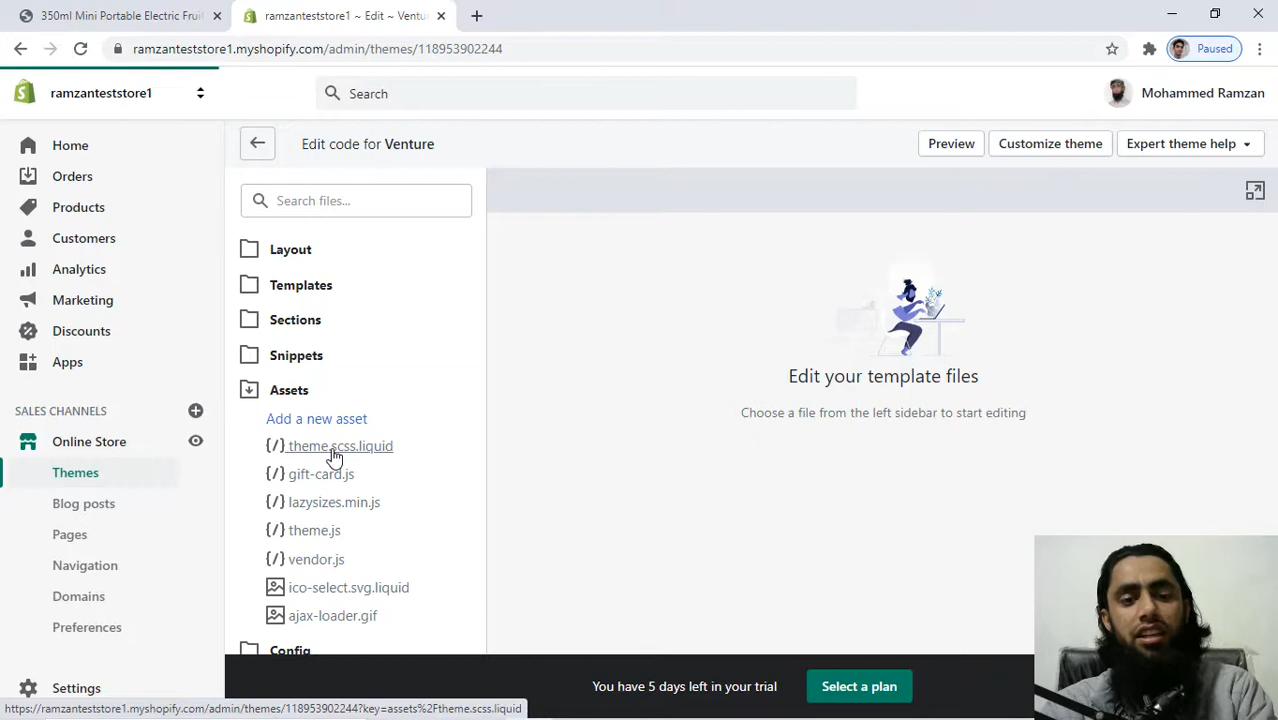 350ml Mini Portable Electric Fruit
ramzanteststore1 ~ Edit ~ Ventu
ramzanteststore1.myshopify.com/admin/themes/118953902244
Paused
ramzanteststore1
Search
Mohammed Ramzan
Home
Orders
Products
Customers
Analytics
Marketing
Discounts
Apps
SALES CHANNELS
Online Store
Themes
Blog posts
Pages
Navigation
Domains
Preferences
Settings
Edit code for Venture
Preview
Customize theme
Expert theme help
Search files...
Layout
Templates
Sections
Snippets
Assets
Add a new asset
{/} theme.scss.liquid
{/} gift-card.js
{/} lazysizes.min.js
{/} theme.js
{/} vendor.js
ico-select.svg.liquid
ajax-loader.gif
Config
Edit your template files
Choose a file from the left sidebar to start editing
You have 5 days left in your trial
Select a plan
https://ramzanteststore1.myshopify.com/admin/themes/118953902244?key=assets%2Ftheme.scss.liquid